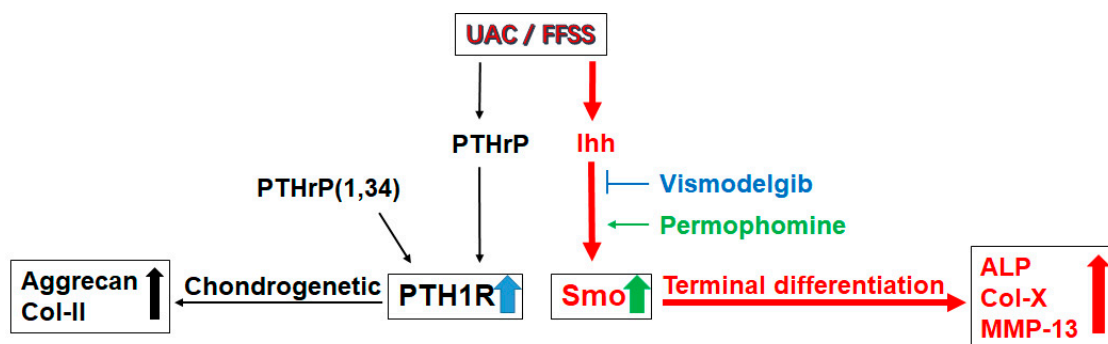 UAC / FFSS
PTHrP
Ihh
PTHrP(1,34)
Vismodelgib
Permophomine
Aggrecan
Col-II
Chondrogenetic
PTH1R
Smo
Terminal differentiation
ALP
Col-X
MMP-13